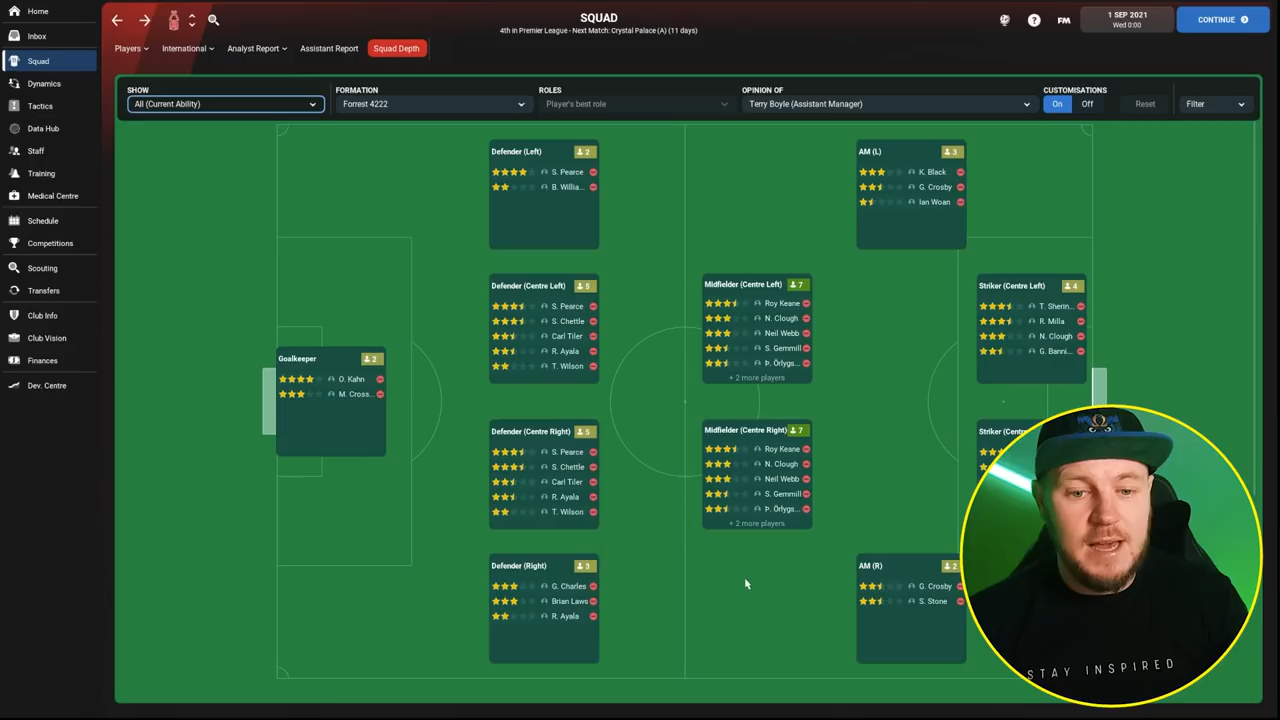 Home
Inbox
Squad
Dynamics
Tactics
Data Hub
Staff
Training
Medical Centre
Schedule
Competitions
Scouting
Transfers
Club Info
Club Vision
Finances
Dev. Centre
SQUAD
4th in Premier League - Next Match: Crystal Palace (A) (11 days)
FM
1 SEP 2021
Wed 0:00
CONTINUE
Players
International
Analyst Report
Assistant Report
Squad Depth
SHOW
All (Current Ability)
FORMATION
Forrest 4222
ROLES
Player's best role
OPINION OF
Terry Boyle (Assistant Manager)
CUSTOMISATIONS
On Off
Reset
Filter
Goalkeeper 2
O. Kahn
M. Cross...
Defender (Left) 2
S. Pearce
B. Willia...
Defender (Centre Left) 5
S. Pearce
S. Chettle
Carl Tiler
R. Ayala
T. Wilson
Defender (Centre Right) 5
S. Pearce
S. Chettle
Carl Tiler
R. Ayala
T. Wilson
Defender (Right) 3
G. Charles
Brian Laws
R. Ayala
Midfielder (Centre Left) 7
Roy Keane
N. Clough
Neil Webb
S. Gemmill
Þ. Örlygs...
+ 2 more players
Midfielder (Centre Right) 7
Roy Keane
N. Clough
Neil Webb
S. Gemmill
Þ. Örlygs...
+ 2 more players
AM (L) 3
K. Black
G. Crosby
Ian Woan
AM (R) 2
G. Crosby
S. Stone
Striker (Centre Left) 4
T. Sherin...
R. Milla
N. Clough
G. Banni...
Striker (Centre
STAY INSPIRED